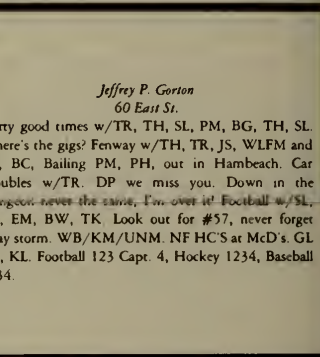 Jeffrey P. Gorton
60 East St.
rty good times w/TR, TH, SL, PM, BG, TH, SL.
here's the gigs? Fenway w/TH, TR, JS, WLFM and
, BC, Bailing PM, PH, out in Hambeach. Car
ubles w/TR. DP we miss you. Down in the
never the same, I'm over it! Football w/SL,
, EM, BW, TK. Look out for #57, never forget
ay storm. WB/KM/UNM. NF HC'S at McD's. GL
, KL. Football 123 Capt. 4, Hockey 1234, Baseball
34.